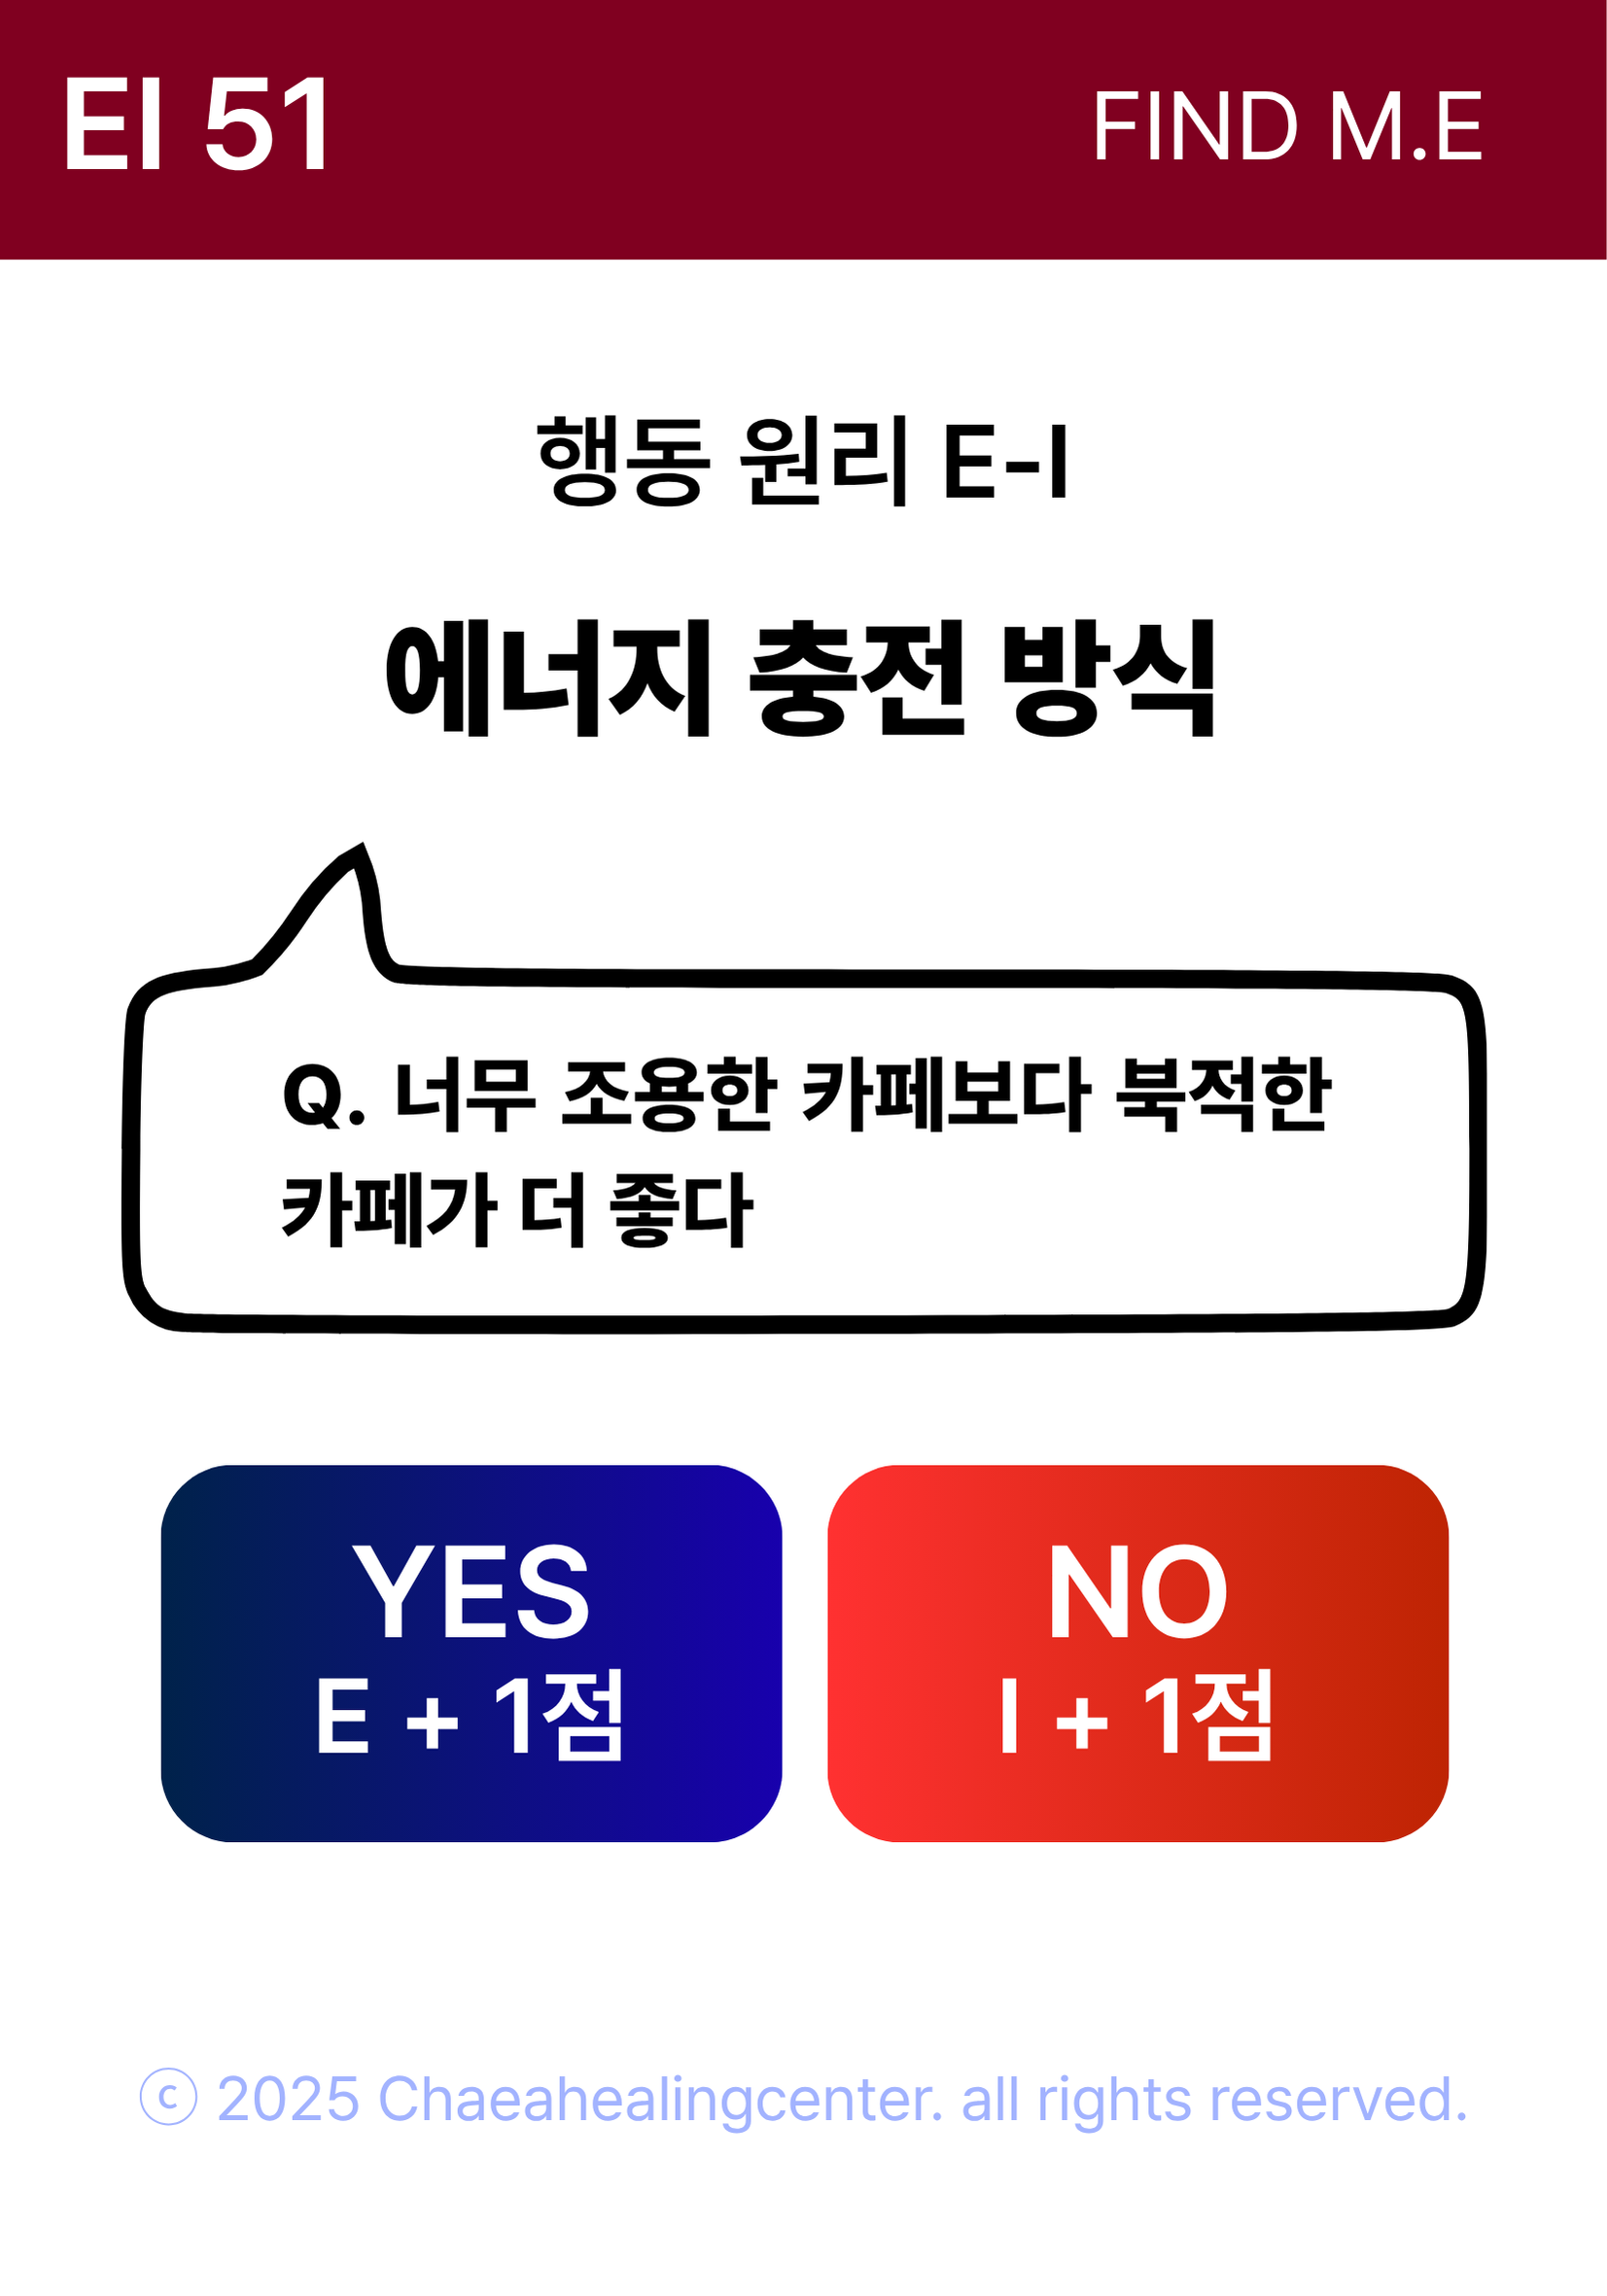 EI 51
FIND M.E
행동 원리 E-I
에너지 충전 방식
Q. 너무 조용한 카페보다 북적한
카페가 더 좋다
YES
E + 1점
NO
I + 1점
ⓒ 2025 Chaeahealingcenter. all rights reserved.